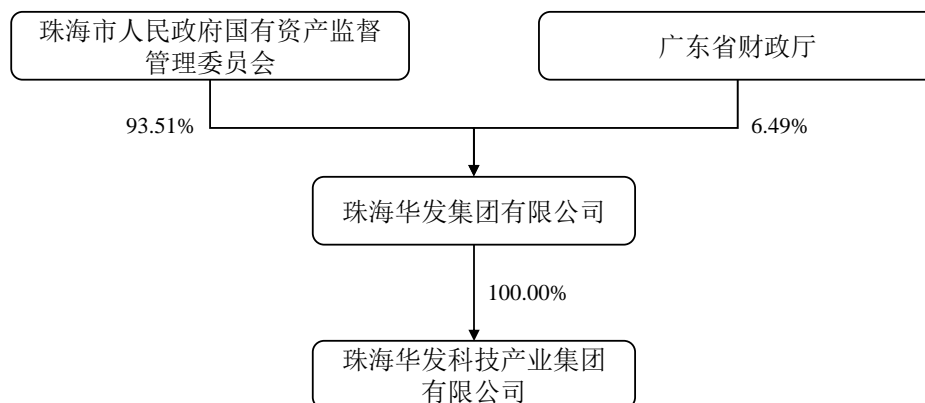 珠海市人民政府国有资产监督
管理委员会
广东省财政厅
93.51%
6.49%
珠海华发集团有限公司
100.00%
珠海华发科技产业集团
有限公司